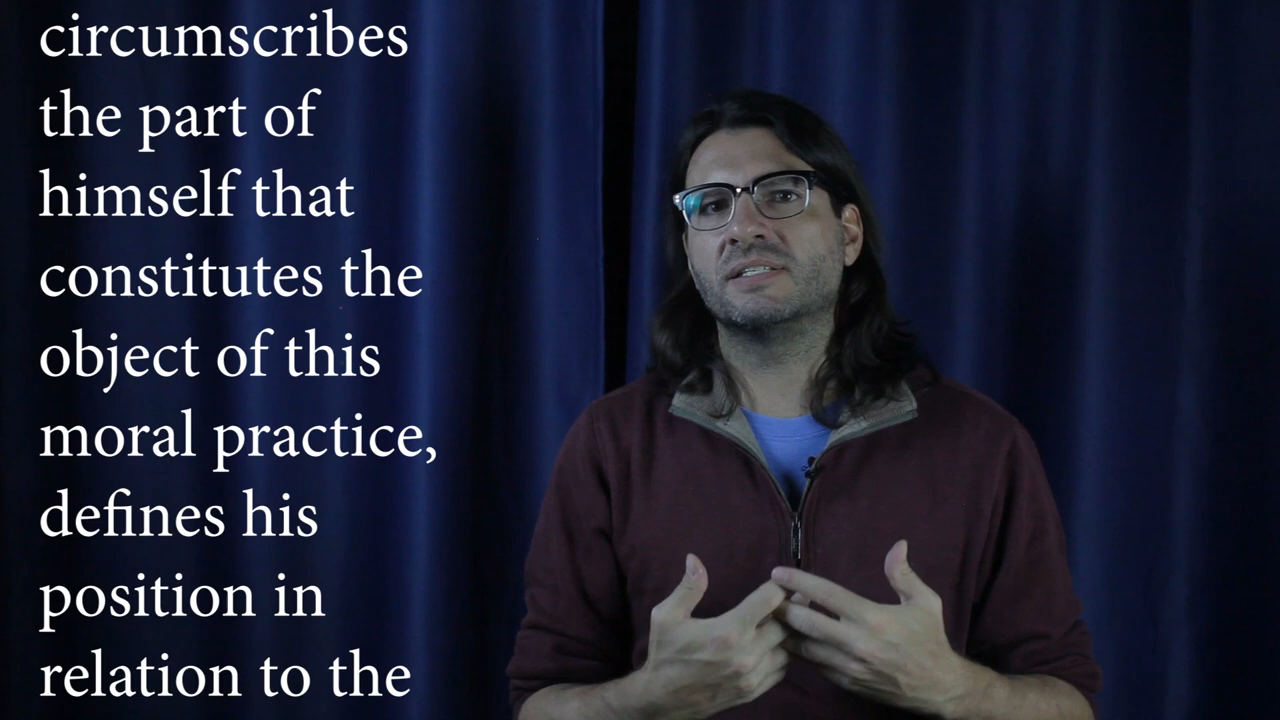 circumscribes
the part of
himself that
constitutes the
object of this
moral practice,
defines his
position in
relation to the